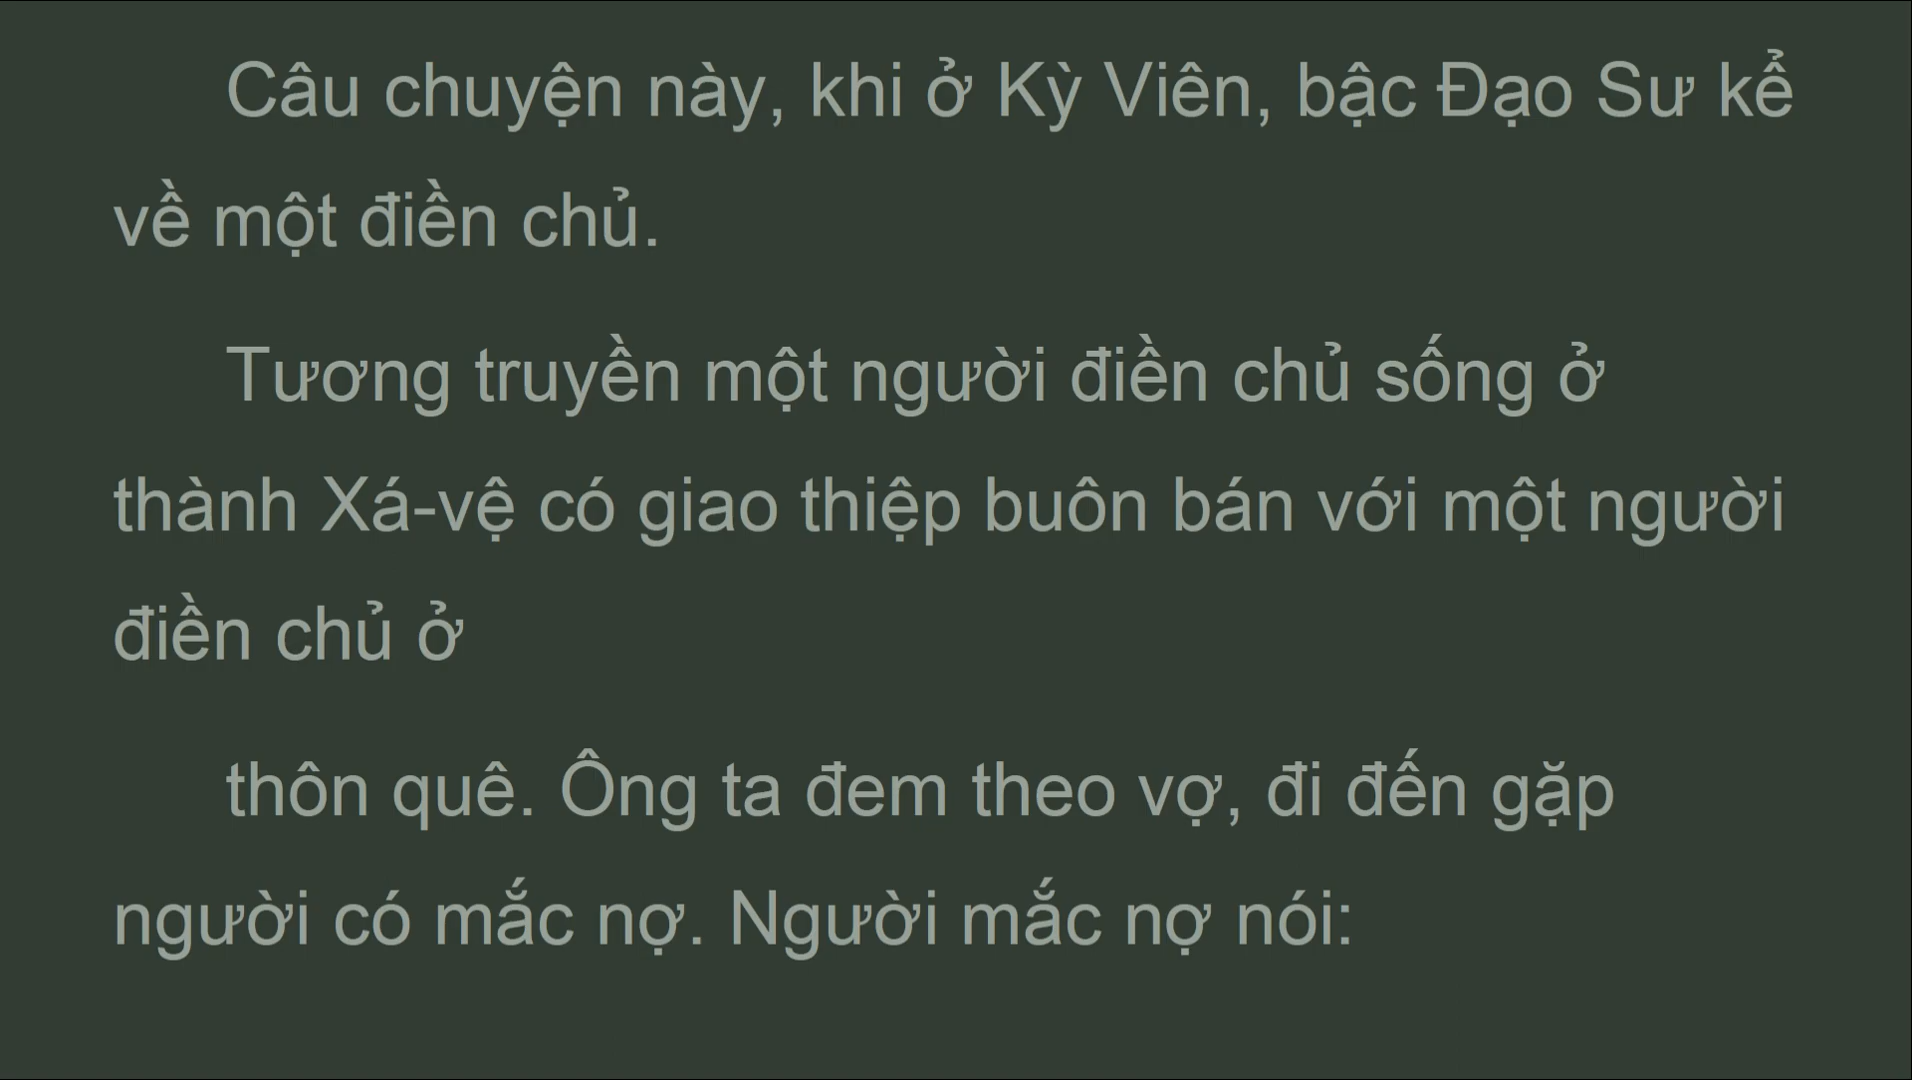 Câu chuyện này, khi ở Kỳ Viên, bậc Đạo Sư kể
về một điền chủ.
Tương truyền một người điền chủ sống ở
thành Xá-vệ có giao thiệp buôn bán với một người
điền chủ ở
thôn quê. Ông ta đem theo vợ, đi đến gặp
người có mắc nợ. Người mắc nợ nói: